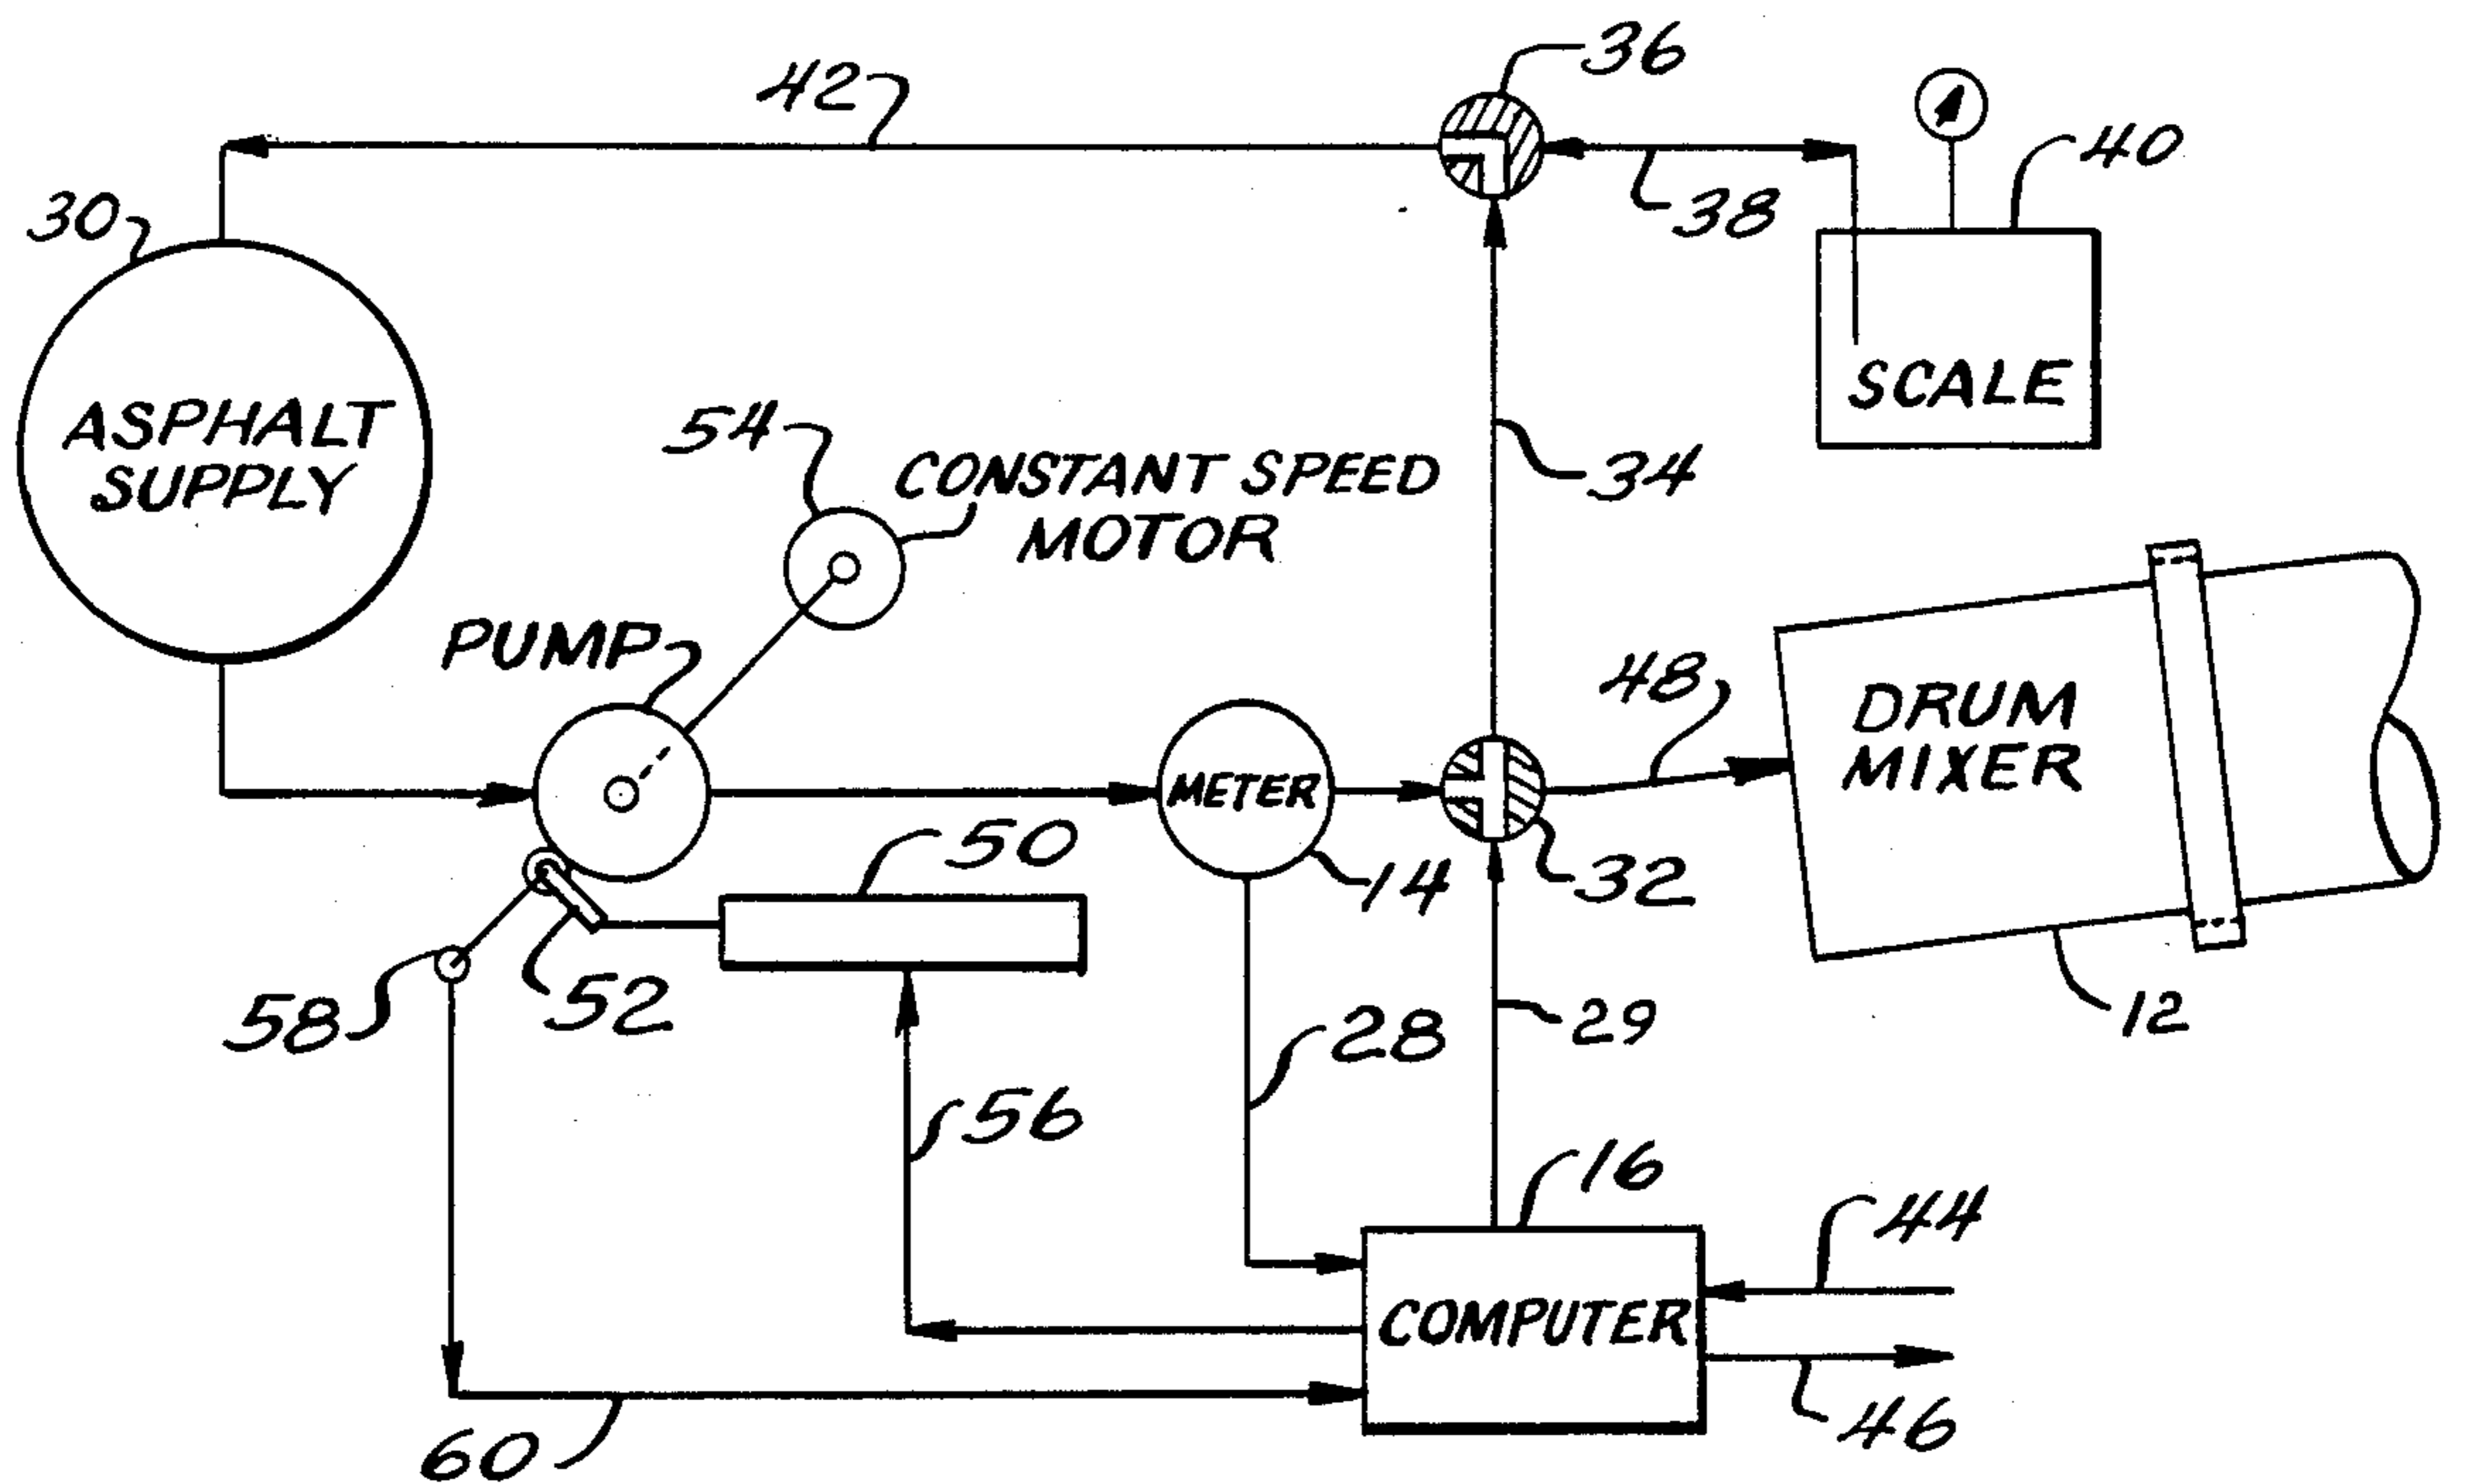 36
42
40
30
38
SCALE
ASPHALT
SUPPLY
54
CONSTANT SPEED
MOTOR
34
PUMP
48
DRUM
MIXER
METER
50
14
32
58
52
28
29
12
56
16
44
COMPUTER
46
60